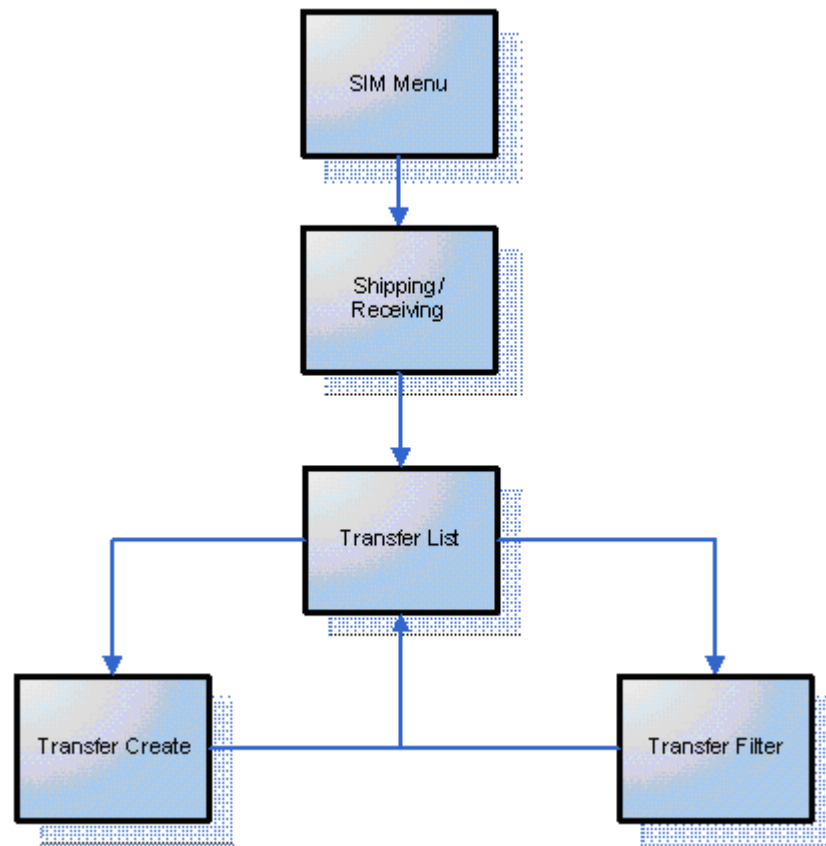 SIM Menu
Shipping/
Receiving
Transfer List
Transfer Create
Transfer Filter